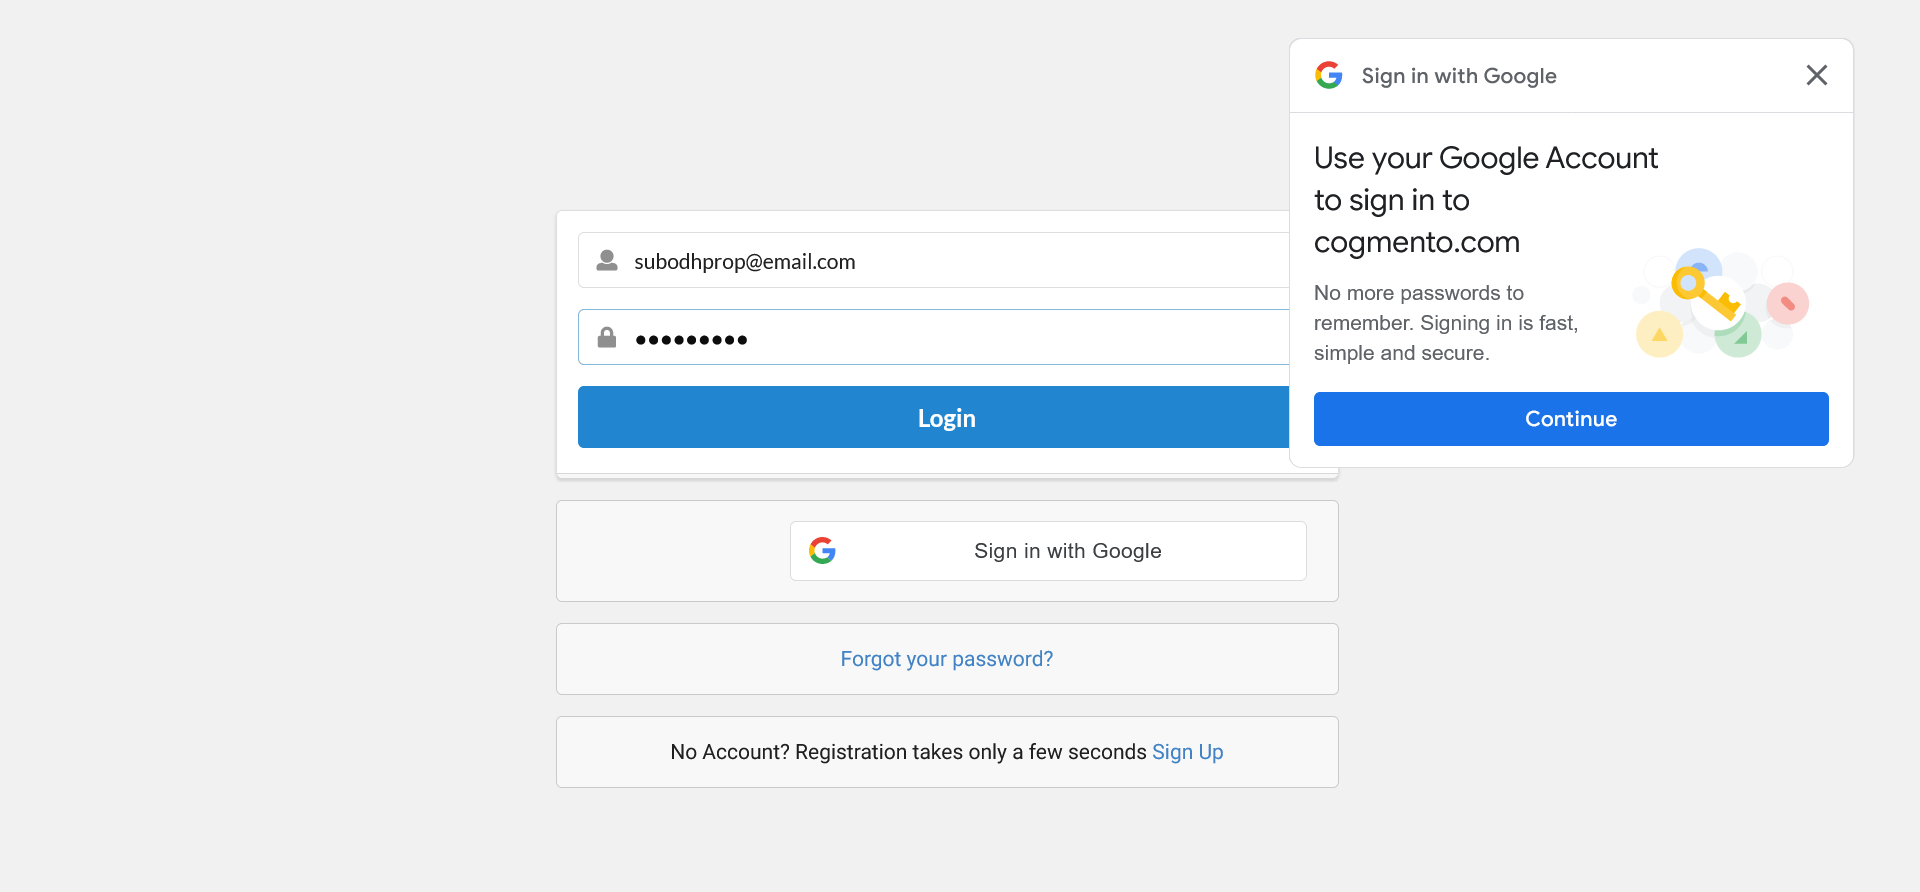 Sign in with Google
Use your Google Account
to sign in to
cogmento.com
No more passwords to
remember. Signing in is fast,
simple and secure.
Continue
subodhprop@email.com
●●●●●●●●●
Login
Sign in with Google
Forgot your password?
No Account? Registration takes only a few seconds Sign Up